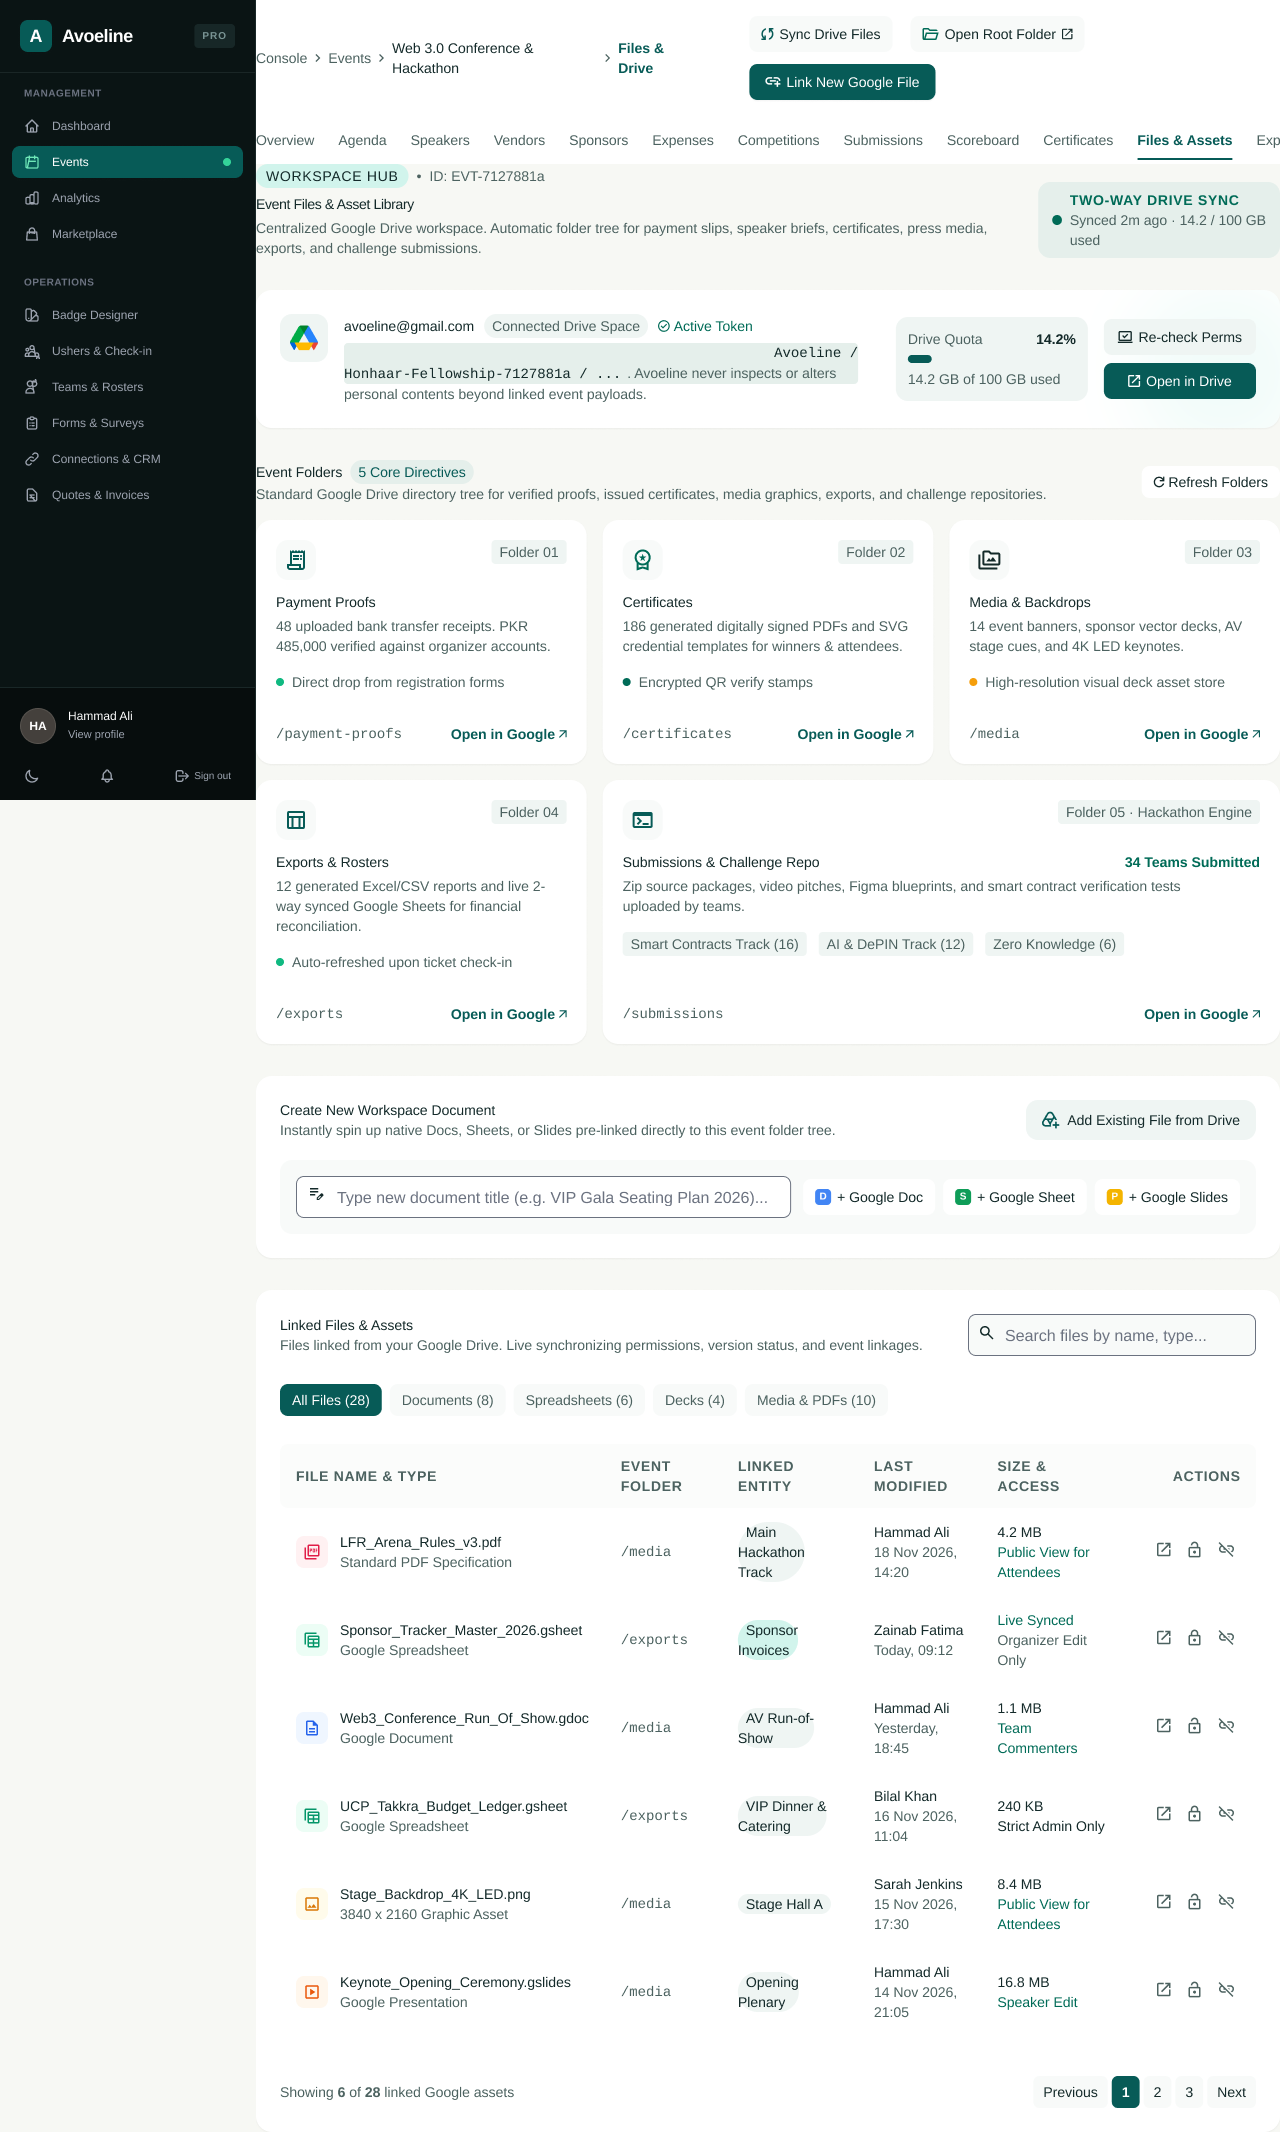 A Avoeline PRO
MANAGEMENT
Dashboard
Events
Analytics
Marketplace
OPERATIONS
Badge Designer
Ushers & Check-in
Teams & Rosters
Forms & Surveys
Connections & CRM
Quotes & Invoices
HA
Hammad Ali
View profile
Sign out
Console > Events > Web 3.0 Conference & Hackathon > Files & Drive
Sync Drive Files
Open Root Folder
Link New Google File
Overview Agenda Speakers Vendors Sponsors Expenses Competitions Submissions Scoreboard Certificates Files & Assets Exp
WORKSPACE HUB • ID: EVT-7127881a
Event Files & Asset Library
Centralized Google Drive workspace. Automatic folder tree for payment slips, speaker briefs, certificates, press media,
exports, and challenge submissions.
TWO-WAY DRIVE SYNC
Synced 2m ago · 14.2 / 100 GB
used
avoeline@gmail.com Connected Drive Space Active Token
Avoeline /
Honhaar-Fellowship-7127881a / ... . Avoeline never inspects or alters
personal contents beyond linked event payloads.
Drive Quota 14.2%
14.2 GB of 100 GB used
Re-check Perms
Open in Drive
Event Folders 5 Core Directives
Standard Google Drive directory tree for verified proofs, issued certificates, media graphics, exports, and challenge repositories.
Refresh Folders
Folder 01
Payment Proofs
48 uploaded bank transfer receipts. PKR
485,000 verified against organizer accounts.
Direct drop from registration forms
/payment-proofs Open in Google
Folder 02
Certificates
186 generated digitally signed PDFs and SVG
credential templates for winners & attendees.
Encrypted QR verify stamps
/certificates Open in Google
Folder 03
Media & Backdrops
14 event banners, sponsor vector decks, AV
stage cues, and 4K LED keynotes.
High-resolution visual deck asset store
/media Open in Google
Folder 04
Exports & Rosters
12 generated Excel/CSV reports and live 2-
way synced Google Sheets for financial
reconciliation.
Auto-refreshed upon ticket check-in
/exports Open in Google
Folder 05 · Hackathon Engine
Submissions & Challenge Repo 34 Teams Submitted
Zip source packages, video pitches, Figma blueprints, and smart contract verification tests
uploaded by teams.
Smart Contracts Track (16) AI & DePIN Track (12) Zero Knowledge (6)
/submissions Open in Google
Create New Workspace Document
Instantly spin up native Docs, Sheets, or Slides pre-linked directly to this event folder tree.
Add Existing File from Drive
Type new document title (e.g. VIP Gala Seating Plan 2026)...
D + Google Doc
S + Google Sheet
P + Google Slides
Linked Files & Assets
Files linked from your Google Drive. Live synchronizing permissions, version status, and event linkages.
Search files by name, type...
All Files (28) Documents (8) Spreadsheets (6) Decks (4) Media & PDFs (10)
FILE NAME & TYPE EVENT FOLDER LINKED ENTITY LAST MODIFIED SIZE & ACCESS ACTIONS
LFR_Arena_Rules_v3.pdf
Standard PDF Specification
/media
Main
Hackathon
Track
Hammad Ali
18 Nov 2026,
14:20
4.2 MB
Public View for
Attendees
Sponsor_Tracker_Master_2026.gsheet
Google Spreadsheet
/exports
Sponsor
Invoices
Zainab Fatima
Today, 09:12
Live Synced
Organizer Edit
Only
Web3_Conference_Run_Of_Show.gdoc
Google Document
/media
AV Run-of-
Show
Hammad Ali
Yesterday,
18:45
1.1 MB
Team
Commenters
UCP_Takkra_Budget_Ledger.gsheet
Google Spreadsheet
/exports
VIP Dinner &
Catering
Bilal Khan
16 Nov 2026,
11:04
240 KB
Strict Admin Only
Stage_Backdrop_4K_LED.png
3840 x 2160 Graphic Asset
/media
Stage Hall A
Sarah Jenkins
15 Nov 2026,
17:30
8.4 MB
Public View for
Attendees
Keynote_Opening_Ceremony.gslides
Google Presentation
/media
Opening
Plenary
Hammad Ali
14 Nov 2026,
21:05
16.8 MB
Speaker Edit
Showing 6 of 28 linked Google assets
Previous 1 2 3 Next